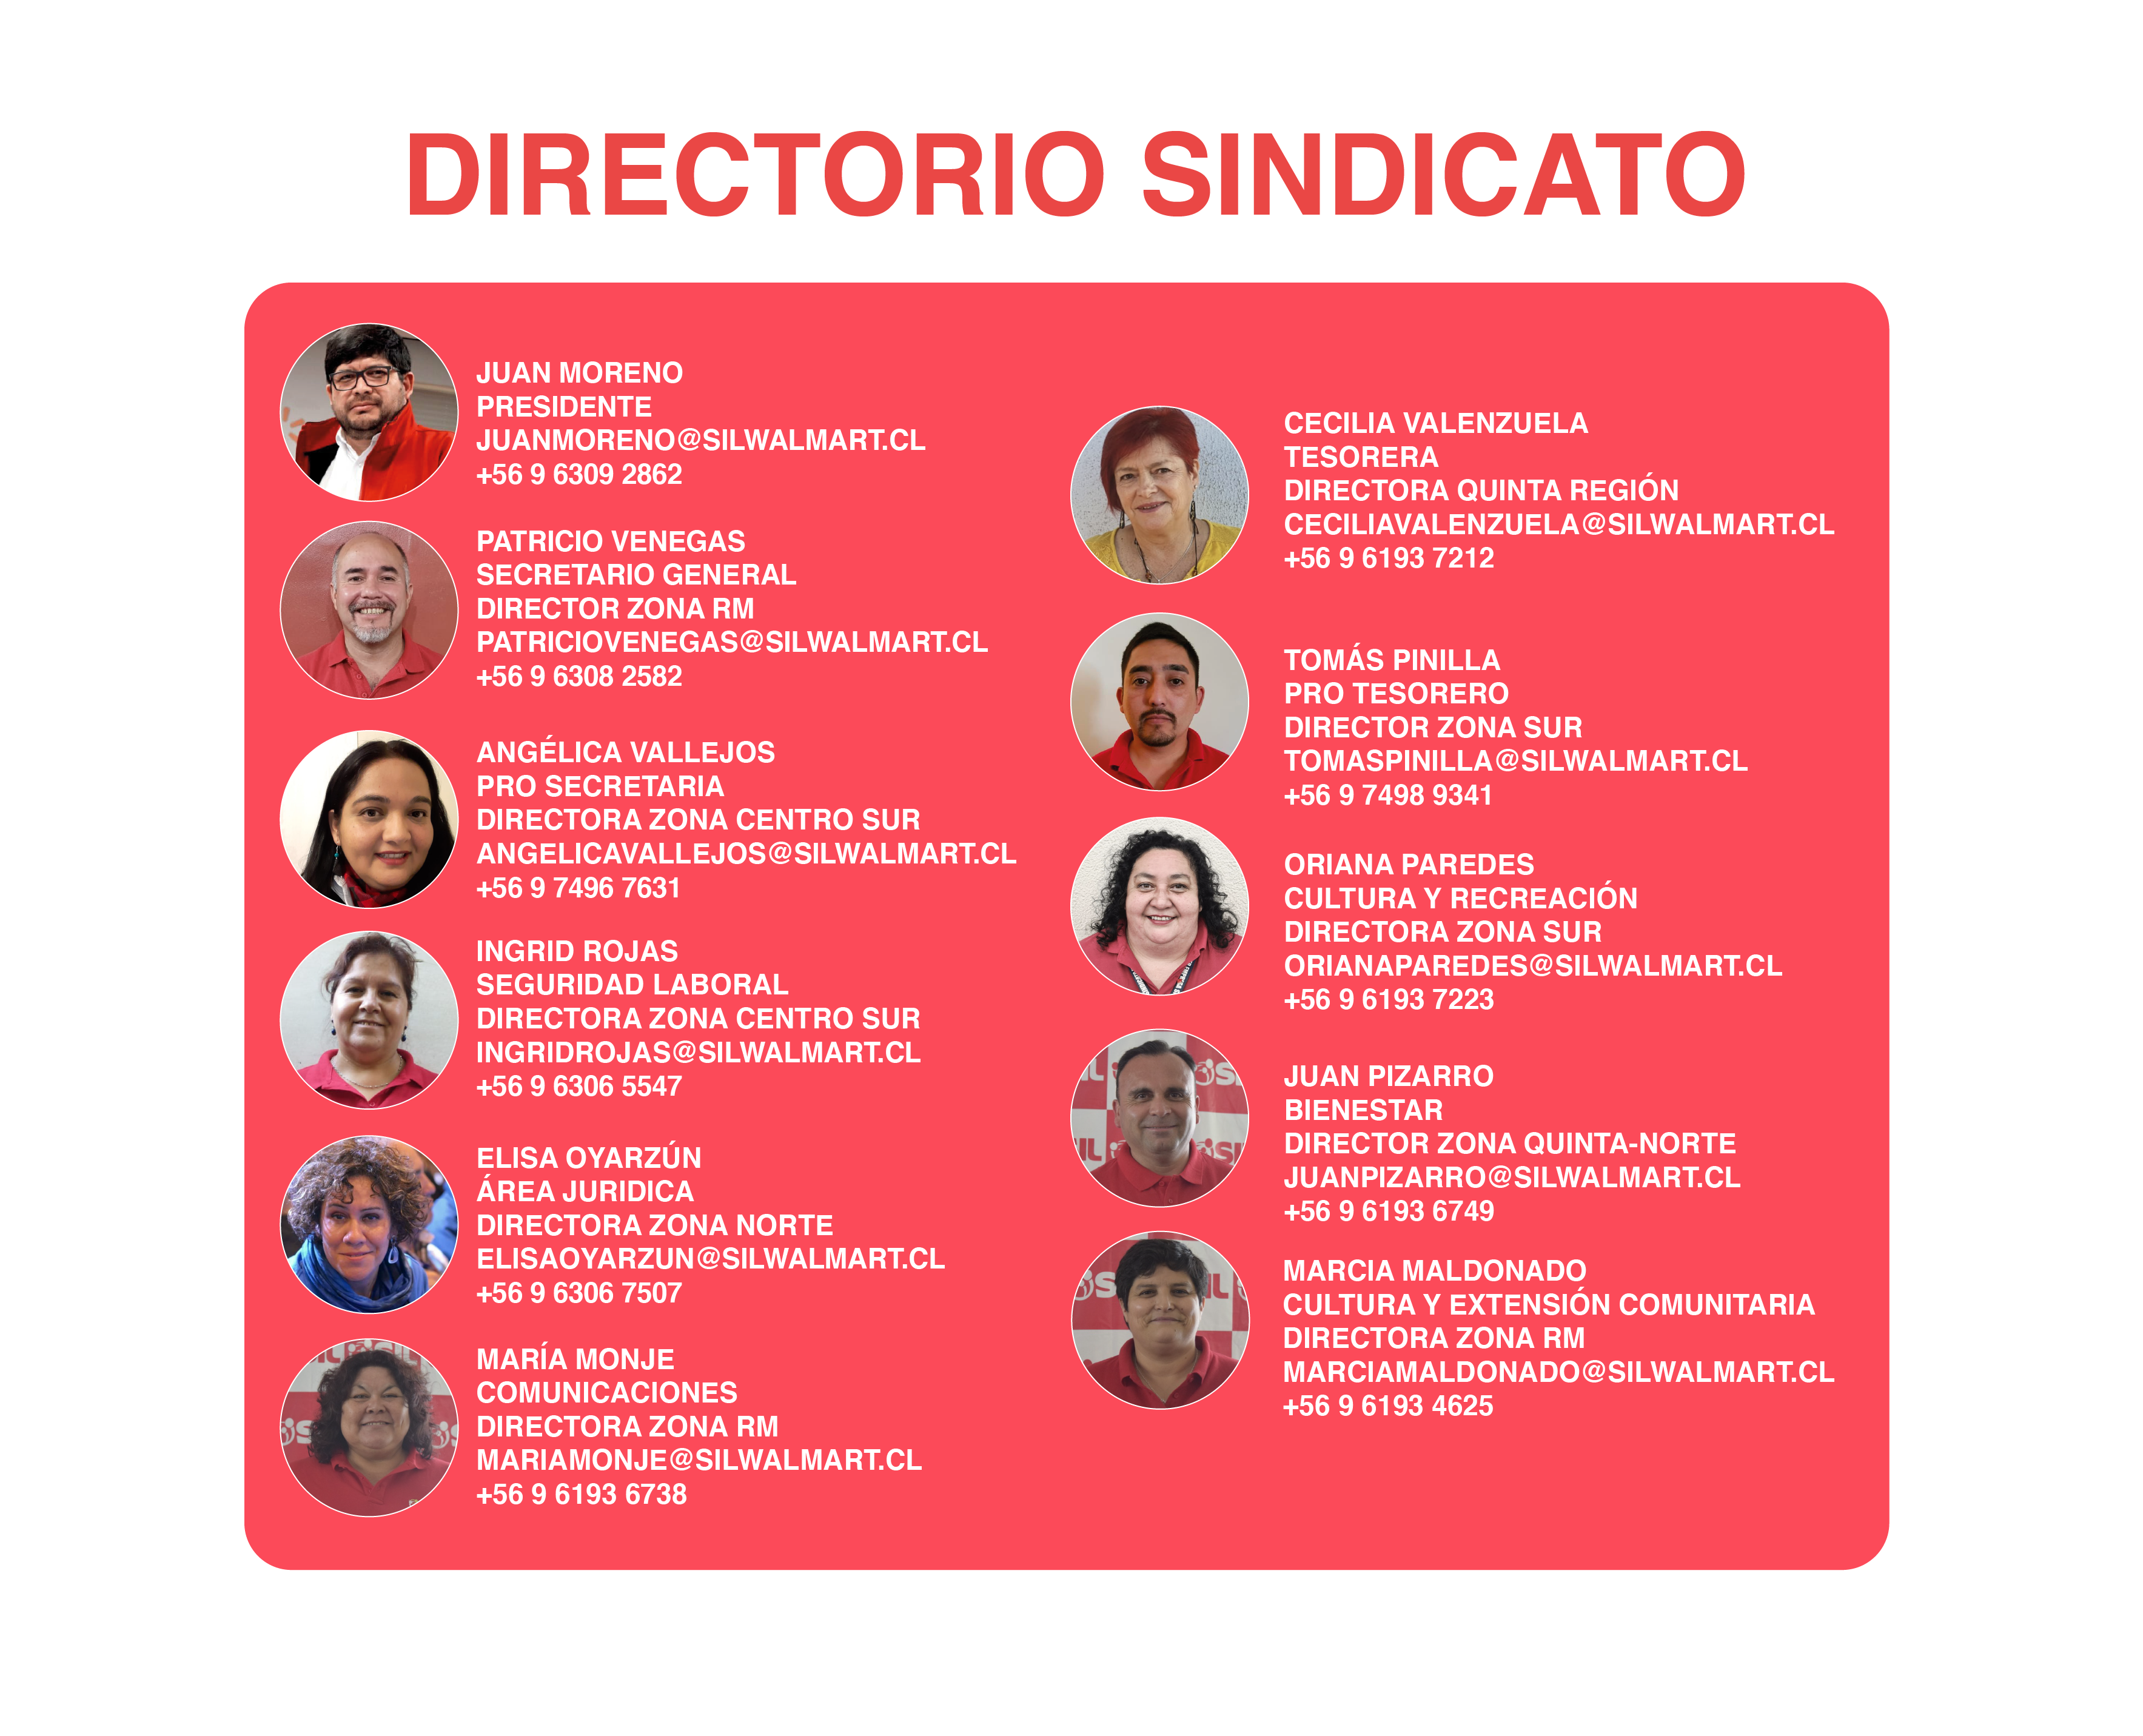 DIRECTORIO SINDICATO
JUAN MORENO
PRESIDENTE
JUANMORENO@SILWALMART.CL
+56 9 6309 2862
PATRICIO VENEGAS
SECRETARIO GENERAL
DIRECTOR ZONA RM
PATRICIOVENEGAS@SILWALMART.CL
+56 9 6308 2582
ANGÉLICA VALLEJOS
PRO SECRETARIA
DIRECTORA ZONA CENTRO SUR
ANGELICAVALLEJOS@SILWALMART.CL
+56 9 7496 7631
INGRID ROJAS
SEGURIDAD LABORAL
DIRECTORA ZONA CENTRO SUR
INGRIDROJAS@SILWALMART.CL
+56 9 6306 5547
ELISA OYARZÚN
ÁREA JURIDICA
DIRECTORA ZONA NORTE
ELISAOYARZUN@SILWALMART.CL
+56 9 6306 7507
MARÍA MONJE
COMUNICACIONES
DIRECTORA ZONA RM
MARIAMONJE@SILWALMART.CL
+56 9 6193 6738
CECILIA VALENZUELA
TESORERA
DIRECTORA QUINTA REGIÓN
CECILIAVALENZUELA@SILWALMART.CL
+56 9 6193 7212
TOMÁS PINILLA
PRO TESORERO
DIRECTOR ZONA SUR
TOMASPINILLA@SILWALMART.CL
+56 9 7498 9341
ORIANA PAREDES
CULTURA Y RECREACIÓN
DIRECTORA ZONA SUR
ORIANAPAREDES@SILWALMART.CL
+56 9 6193 7223
JUAN PIZARRO
BIENESTAR
DIRECTOR ZONA QUINTA-NORTE
JUANPIZARRO@SILWALMART.CL
+56 9 6193 6749
MARCIA MALDONADO
CULTURA Y EXTENSIÓN COMUNITARIA
DIRECTORA ZONA RM
MARCIAMALDONADO@SILWALMART.CL
+56 9 6193 4625